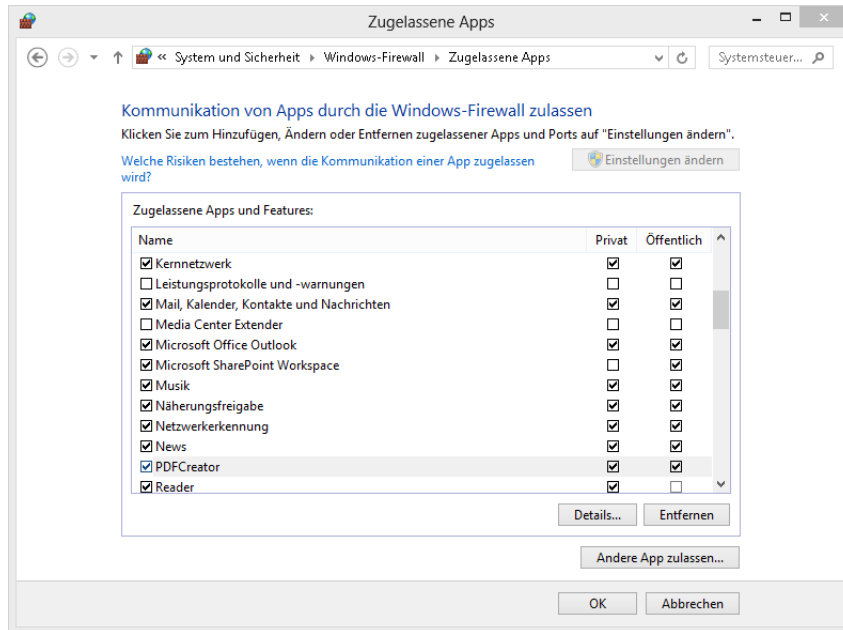 Zugelassene Apps
« System und Sicherheit Windows-Firewall Zugelassene Apps Systemsteuer...
Kommunikation von Apps durch die Windows-Firewall zulassen
Klicken Sie zum Hinzufügen, Ändern oder Entfernen zugelassener Apps und Ports auf "Einstellungen ändern".
Welche Risiken bestehen, wenn die Kommunikation einer App zugelassen
wird?
Einstellungen ändern
Zugelassene Apps und Features:
Name Privat Öffentlich
Kernnetzwerk
Leistungsprotokolle und -warnungen
Mail, Kalender, Kontakte und Nachrichten
Media Center Extender
Microsoft Office Outlook
Microsoft SharePoint Workspace
Musik
Näherungsfreigabe
Netzwerkerkennung
News
PDFCreator
Reader
Details... Entfernen
Andere App zulassen...
OK Abbrechen